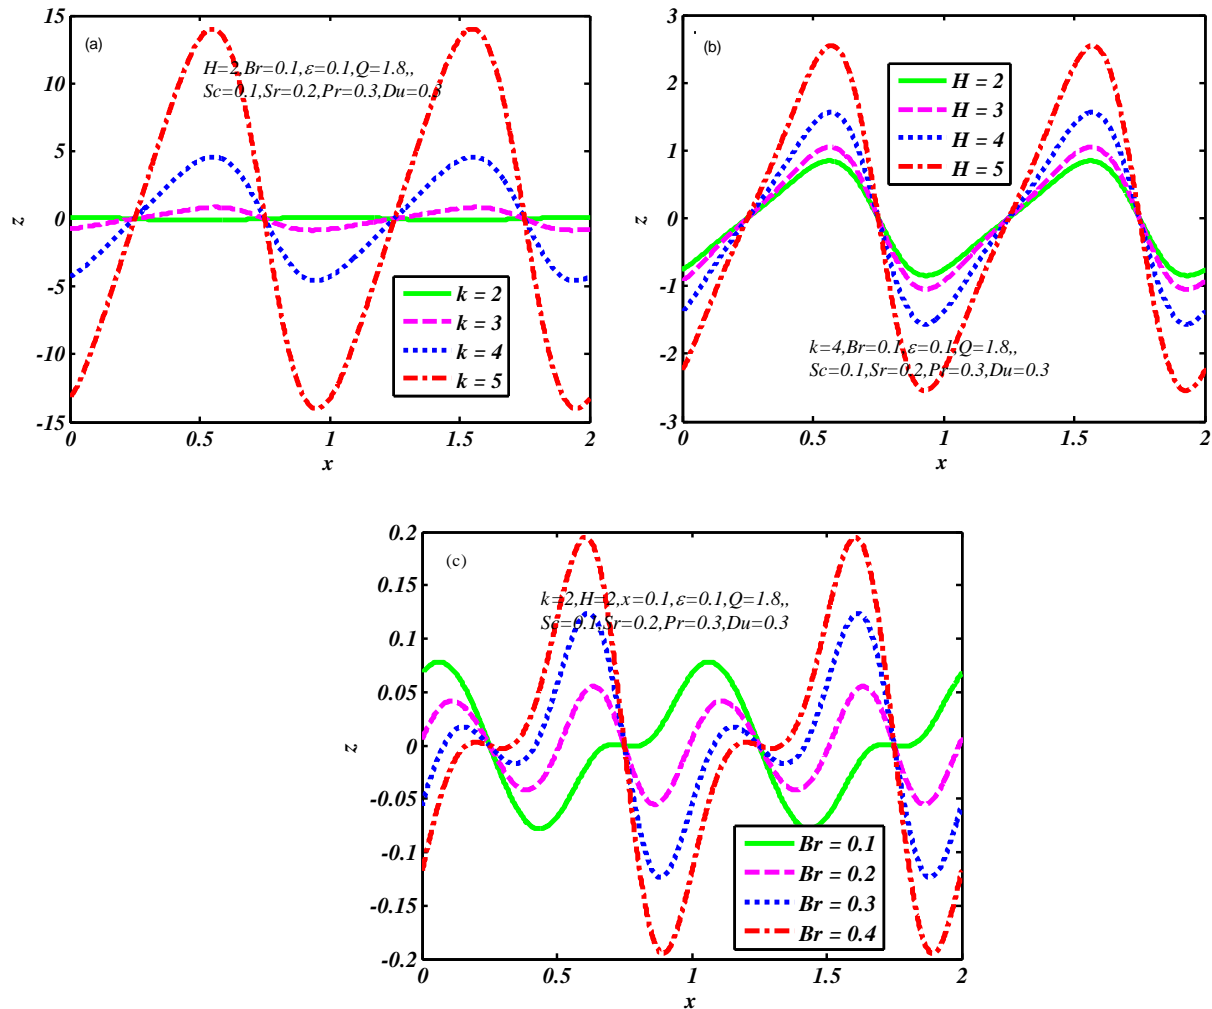 (a)
H=2,Br=0.1,ε=0.1,Q=1.8,,
Sc=0.1,Sr=0.2,Pr=0.3,Du=0.3
15
10
5
0
-5
-10
-15
z
k = 2
k = 3
k = 4
k = 5
0
0.5
1
1.5
2
x
(b)
3
2
1
0
-1
-2
-3
z
H = 2
H = 3
H = 4
H = 5
k=4,Br=0.1,ε=0.1,Q=1.8,,
Sc=0.1,Sr=0.2,Pr=0.3,Du=0.3
0
0.5
1
1.5
2
x
(c)
k=2,H=2,x=0.1,ε=0.1,Q=1.8,,
Sc=0.1,Sr=0.2,Pr=0.3,Du=0.3
0.2
0.15
0.1
0.05
0
-0.05
-0.1
-0.15
-0.2
z
Br = 0.1
Br = 0.2
Br = 0.3
Br = 0.4
0
0.5
1
1.5
2
x